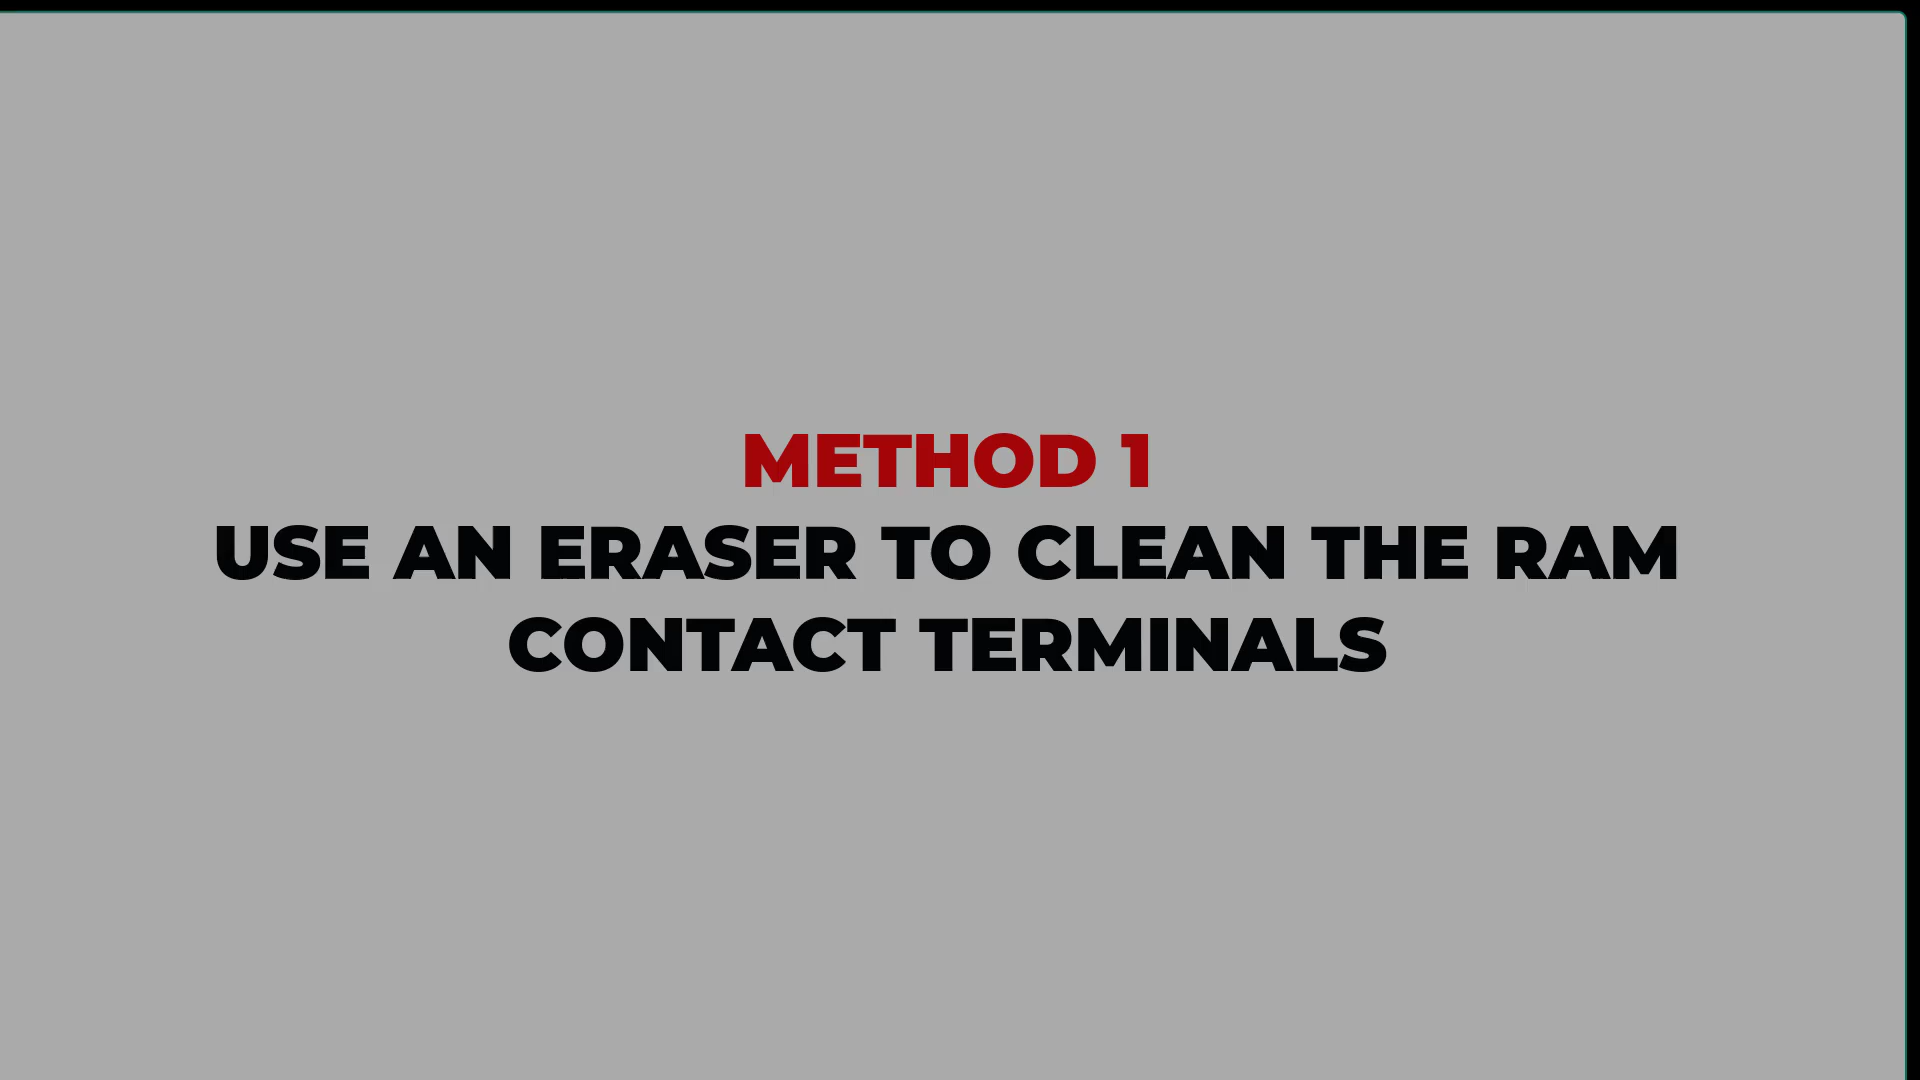 METHOD 1
USE AN ERASER TO CLEAN THE RAM
CONTACT TERMINALS